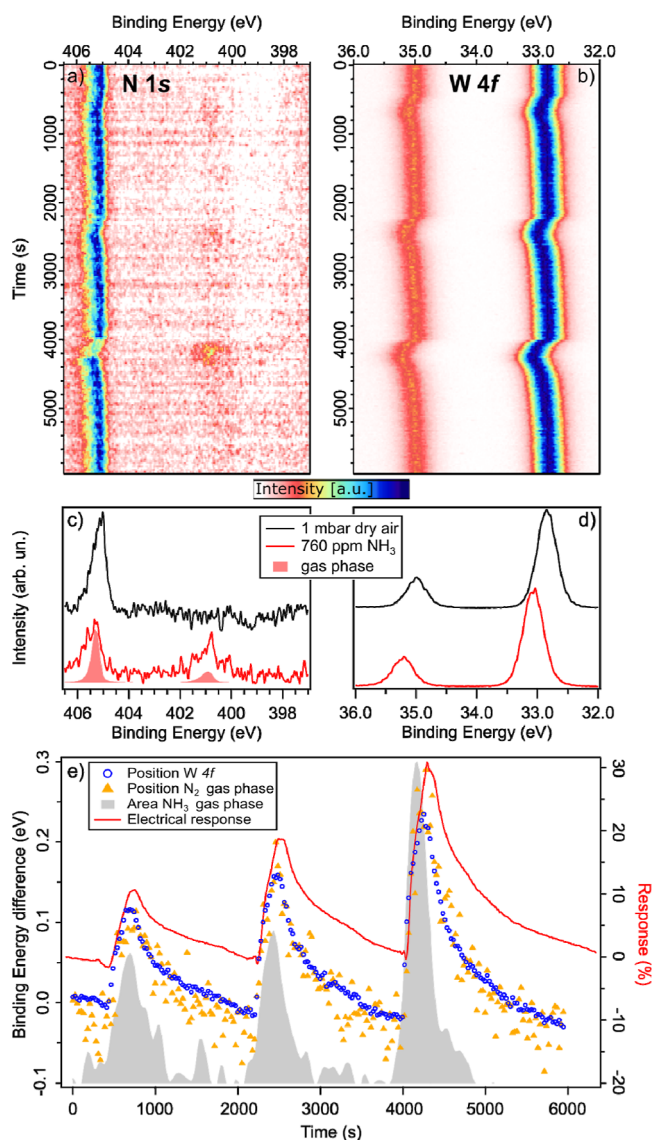 Binding Energy (eV)
Binding Energy (eV)
406 404 402 400 398
36.0 35.0 34.0 33.0 32.0
a) N 1s
W 4f b)
Time (s)
0
1000
2000
3000
4000
5000
Intensity [a.u.]
c)
d)
1 mbar dry air
760 ppm NH3
gas phase
Intensity (arb. un.)
406 404 402 400 398
36.0 35.0 34.0 33.0 32.0
Binding Energy (eV)
Binding Energy (eV)
e)
Position W 4f
Position N2 gas phase
Area NH3 gas phase
Electrical response
Binding Energy difference (eV)
0.3
0.2
0.1
0.0
-0.1
Response (%)
30
20
10
0
-10
-20
0 1000 2000 3000 4000 5000 6000
Time (s)